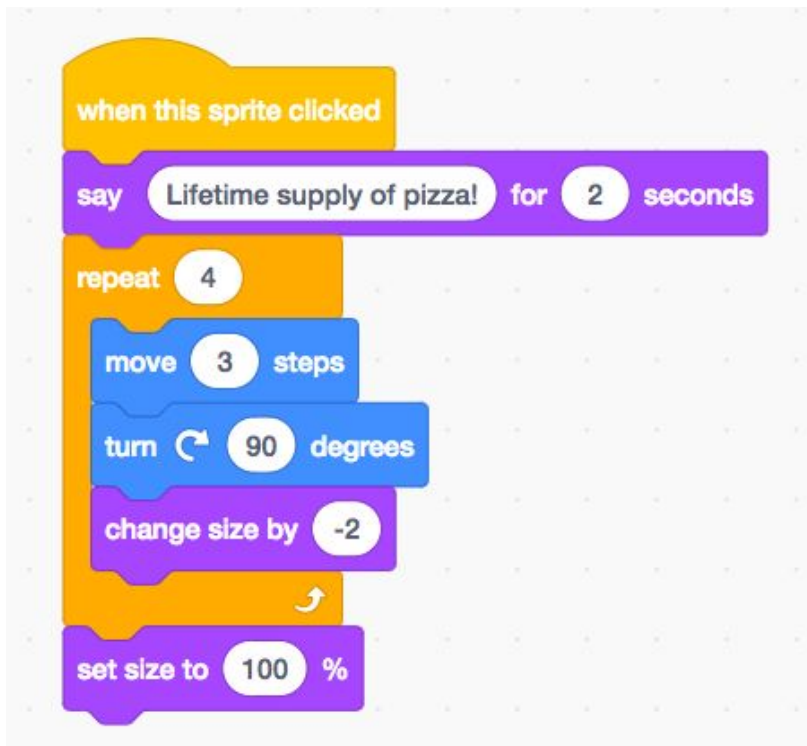 when this sprite clicked
say Lifetime supply of pizza! for 2 seconds
repeat 4
move 3 steps
turn 90 degrees
change size by -2
set size to 100 %